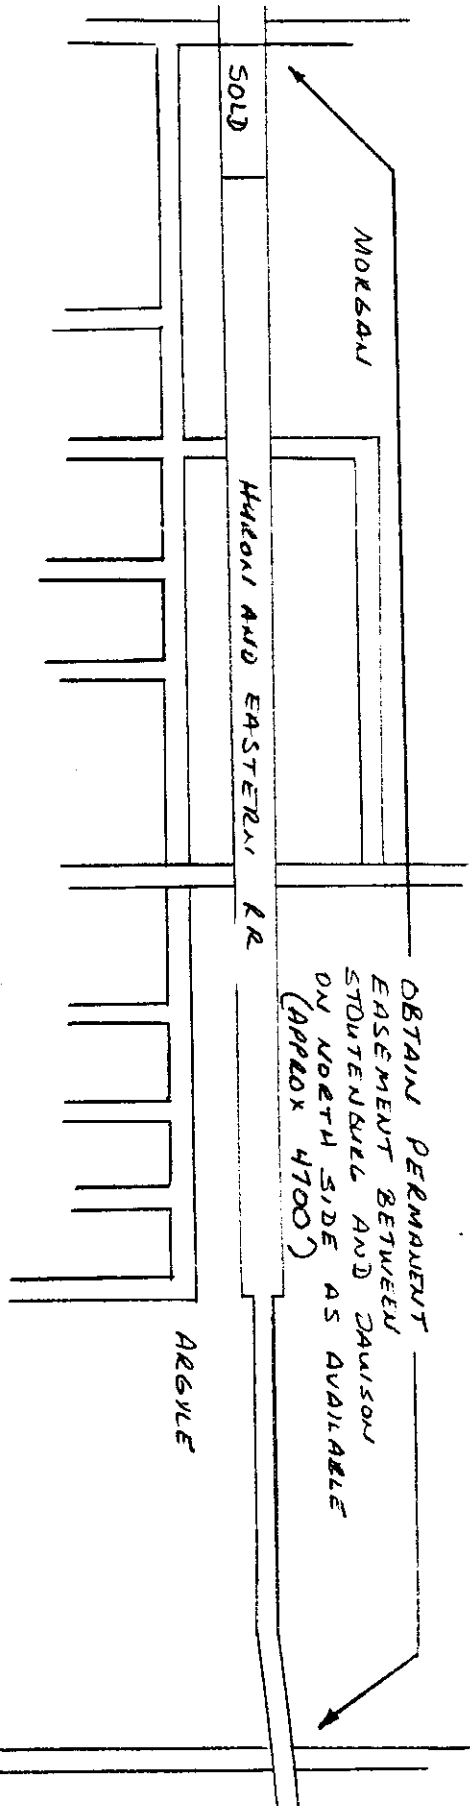 SOLD
MORGAN
HURON AND EASTERN RR
OBTAIN PERMANENT
EASEMENT BETWEEN
STOUTENBURG AND DAVISON
ON NORTH SIDE AS AVAILABLE
(APPROX 4700')
ARGYLE